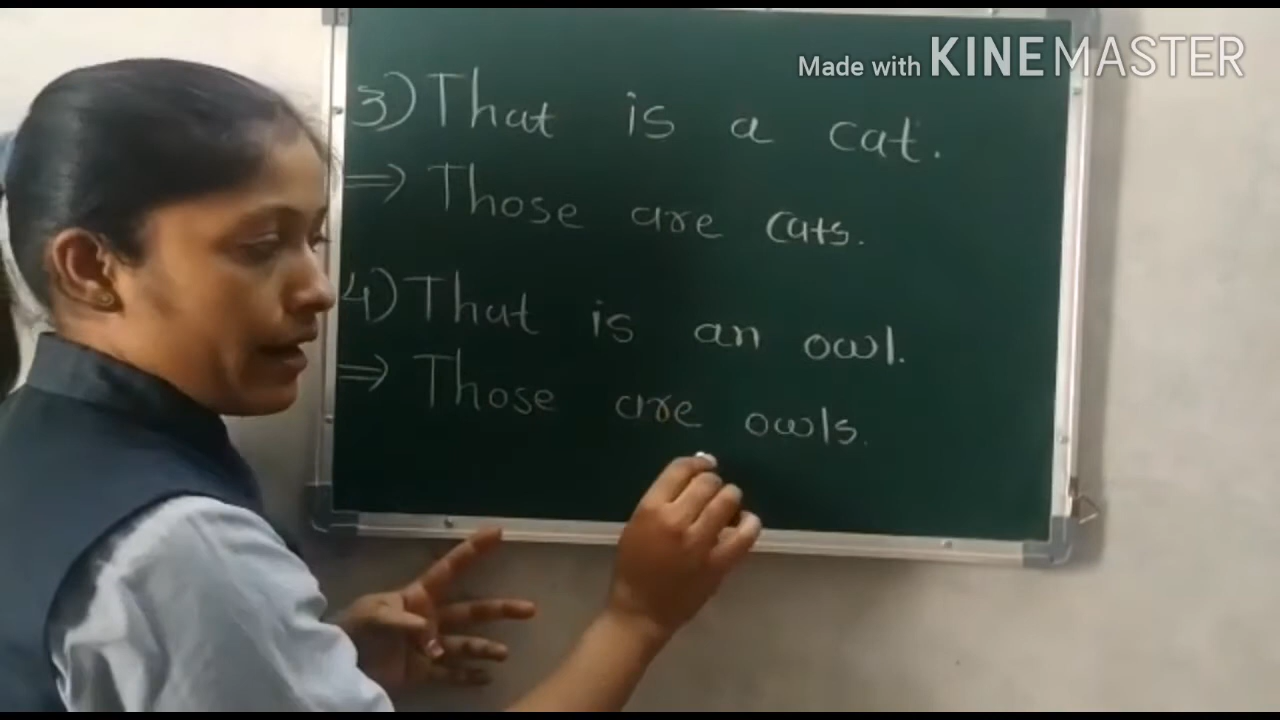 Made with KINEMASTER
3) That is a cat.
⇒ Those are cats.
4) That is an owl.
⇒ Those are owls.